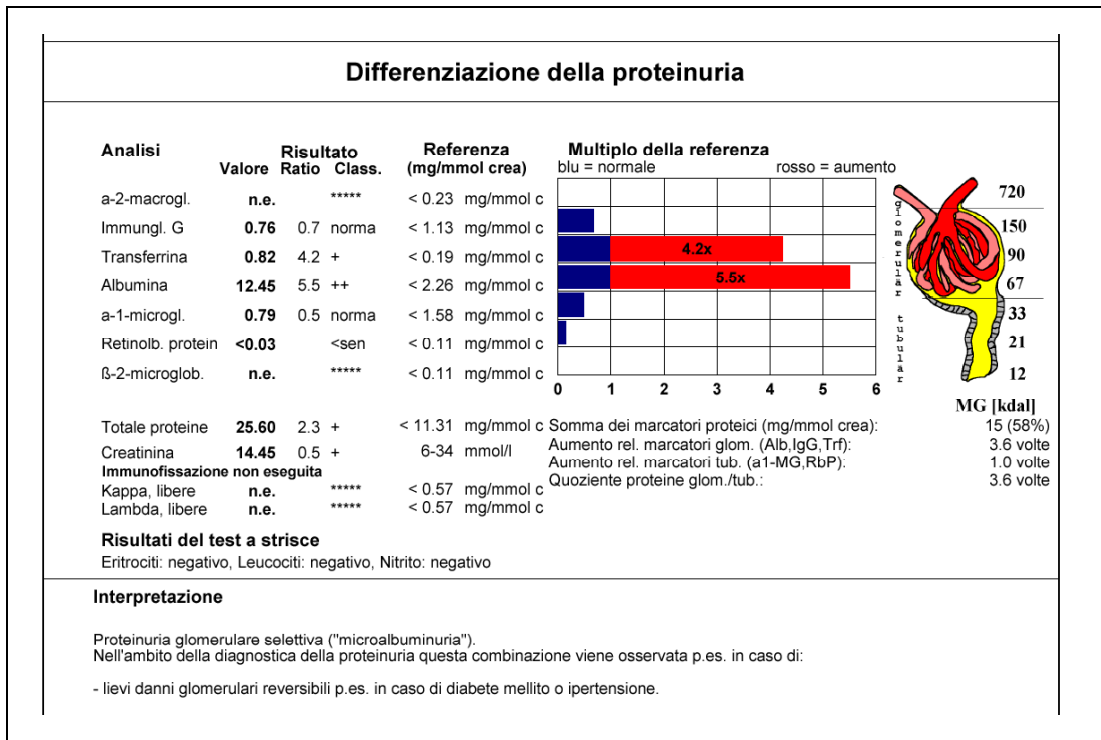 Differenziazione della proteinuria
Analisi Risultato Referenza Multiplo della referenza
Valore Ratio Class. (mg/mmol crea) blu = normale rosso = aumento
a-2-macrogl. n.e. ***** < 0.23 mg/mmol c
Immungl. G 0.76 0.7 norma < 1.13 mg/mmol c
Transferrina 0.82 4.2 + < 0.19 mg/mmol c 4.2x
Albumina 12.45 5.5 ++ < 2.26 mg/mmol c 5.5x
a-1-microgl. 0.79 0.5 norma < 1.58 mg/mmol c
Retinolb. protein <0.03 <sen < 0.11 mg/mmol c
ß-2-microglob. n.e. ***** < 0.11 mg/mmol c
0 1 2 3 4 5 6
glomerular
tubular
720
150
90
67
33
21
12
MG [kdal]
Totale proteine 25.60 2.3 + < 11.31 mg/mmol c Somma dei marcatori proteici (mg/mmol crea): 15 (58%)
Creatinina 14.45 0.5 + 6-34 mmol/l Aumento rel. marcatori glom. (Alb,IgG,Trf): 3.6 volte
Immunofissazione non eseguita Aumento rel. marcatori tub. (a1-MG,RbP): 1.0 volte
Kappa, libere n.e. ***** < 0.57 mg/mmol c Quoziente proteine glom./tub.: 3.6 volte
Lambda, libere n.e. ***** < 0.57 mg/mmol c
Risultati del test a strisce
Eritrociti: negativo, Leucociti: negativo, Nitrito: negativo
Interpretazione
Proteinuria glomerulare selettiva ("microalbuminuria").
Nell'ambito della diagnostica della proteinuria questa combinazione viene osservata p.es. in caso di:
- lievi danni glomerulari reversibili p.es. in caso di diabete mellito o ipertensione.